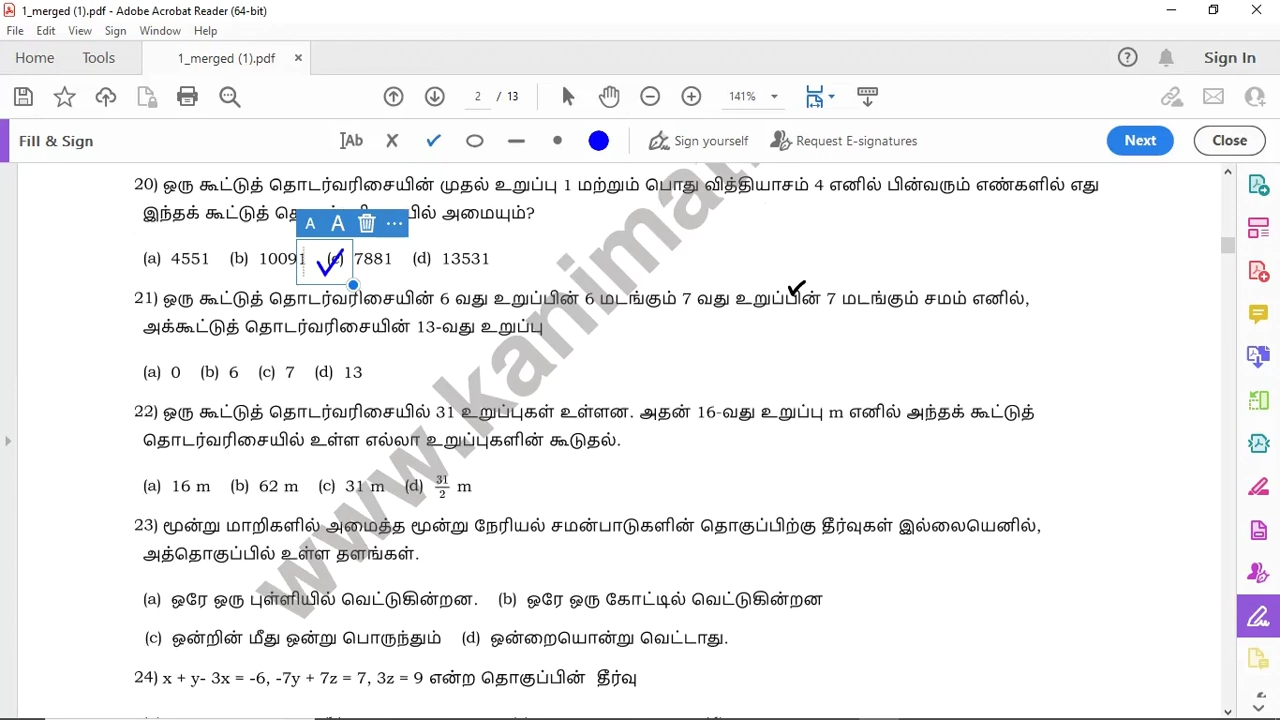 1_merged (1).pdf - Adobe Acrobat Reader (64-bit)
File Edit View Sign Window Help
Home Tools 1_merged (1).pdf × Sign In
2 / 13 141%
Fill & Sign Ab Sign yourself Request E-signatures Next Close
20) ஒரு கூட்டுத் தொடர்வரிசையின் முதல் உறுப்பு 1 மற்றும் பொது வித்தியாசம் 4 எனில் பின்வரும் எண்களில் எது
இந்தக் கூட்டுத் யில் அமையும்?
A A
(a) 4551 (b) 10091 (c) 7881 (d) 13531
21) ஒரு கூட்டுத் தொடர்வரிசையின் 6 வது உறுப்பின் 6 மடங்கும் 7 வது உறுப்பின் 7 மடங்கும் சமம் எனில்,
அக்கூட்டுத் தொடர்வரிசையின் 13-வது உறுப்பு
(a) 0 (b) 6 (c) 7 (d) 13
22) ஒரு கூட்டுத் தொடர்வரிசையில் 31 உறுப்புகள் உள்ளன. அதன் 16-வது உறுப்பு m எனில் அந்தக் கூட்டுத்
தொடர்வரிசையில் உள்ள எல்லா உறுப்புகளின் கூடுதல்.
(a) 16 m (b) 62 m (c) 31 m (d) 31/2 m
23) மூன்று மாறிகளில் அமைத்த மூன்று நேரியல் சமன்பாடுகளின் தொகுப்பிற்கு தீர்வுகள் இல்லையெனில்,
அத்தொகுப்பில் உள்ள தளங்கள்.
(a) ஒரே ஒரு புள்ளியில் வெட்டுகின்றன. (b) ஒரே ஒரு கோட்டில் வெட்டுகின்றன
(c) ஒன்றின் மீது ஒன்று பொருந்தும் (d) ஒன்றையொன்று வெட்டாது.
24) x + y- 3x = -6, -7y + 7z = 7, 3z = 9 என்ற தொகுப்பின் தீர்வு
www.kanimat